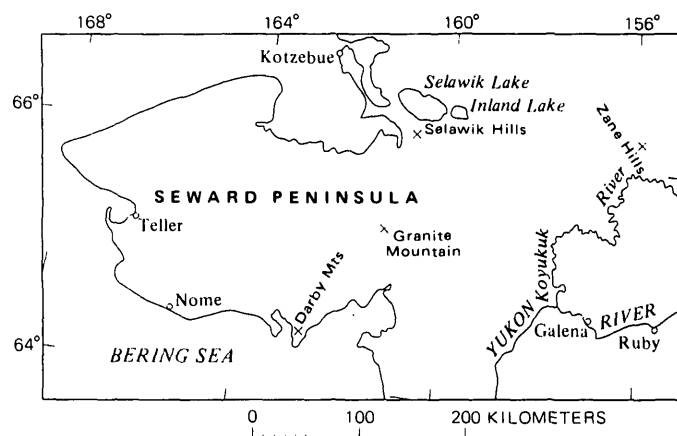 168° 164° 160° 156°
Kotzebue
Selawik Lake
66°
Inland Lake
Selawik Hills
Zane Hills
River
SEWARD PENINSULA
Teller
Granite
Mountain
Koyukuk
Darby Mts
Nome
YUKON
RIVER
Galena
Ruby
64°
BERING SEA
0 100 200 KILOMETERS